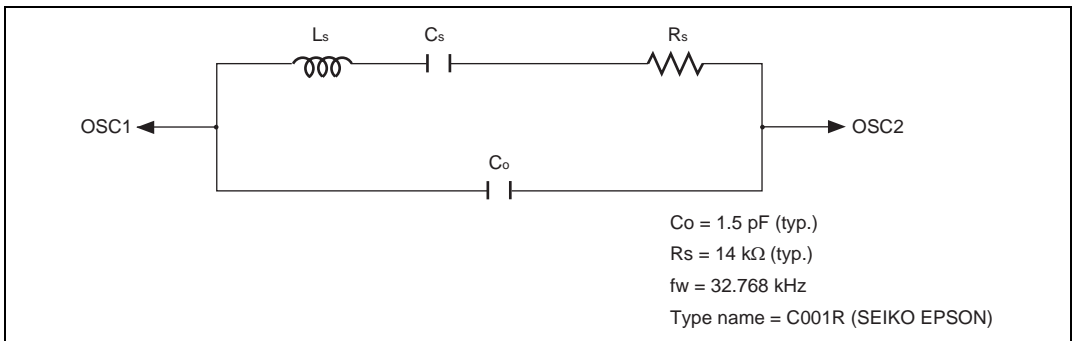 Ls Cs Rs
OSC1 OSC2
Co
Co = 1.5 pF (typ.)
Rs = 14 kΩ (typ.)
fw = 32.768 kHz
Type name = C001R (SEIKO EPSON)